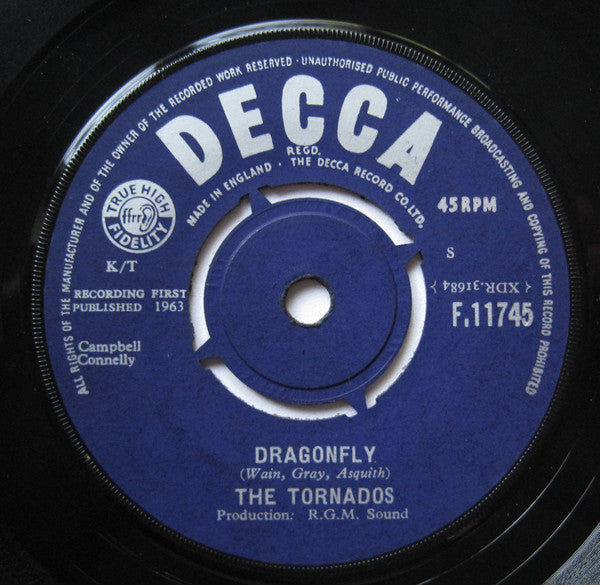 ALL RIGHTS OF THE MANUFACTURER AND OF THE OWNER OF THE RECORDED WORK RESERVED · UNAUTHORISED PUBLIC PERFORMANCE BROADCASTING AND COPYING OF THIS RECORD PROHIBITED
DECCA
REGD.
MADE IN ENGLAND · THE DECCA RECORD CO. LTD.
TRUE HIGH
ffrr
FIDELITY
45 RPM
K/T
S
XDR·31684
RECORDING FIRST
PUBLISHED 1963
F.11745
Campbell
Connelly
DRAGONFLY
(Wain, Gray, Asquith)
THE TORNADOS
Production: R.G.M. Sound